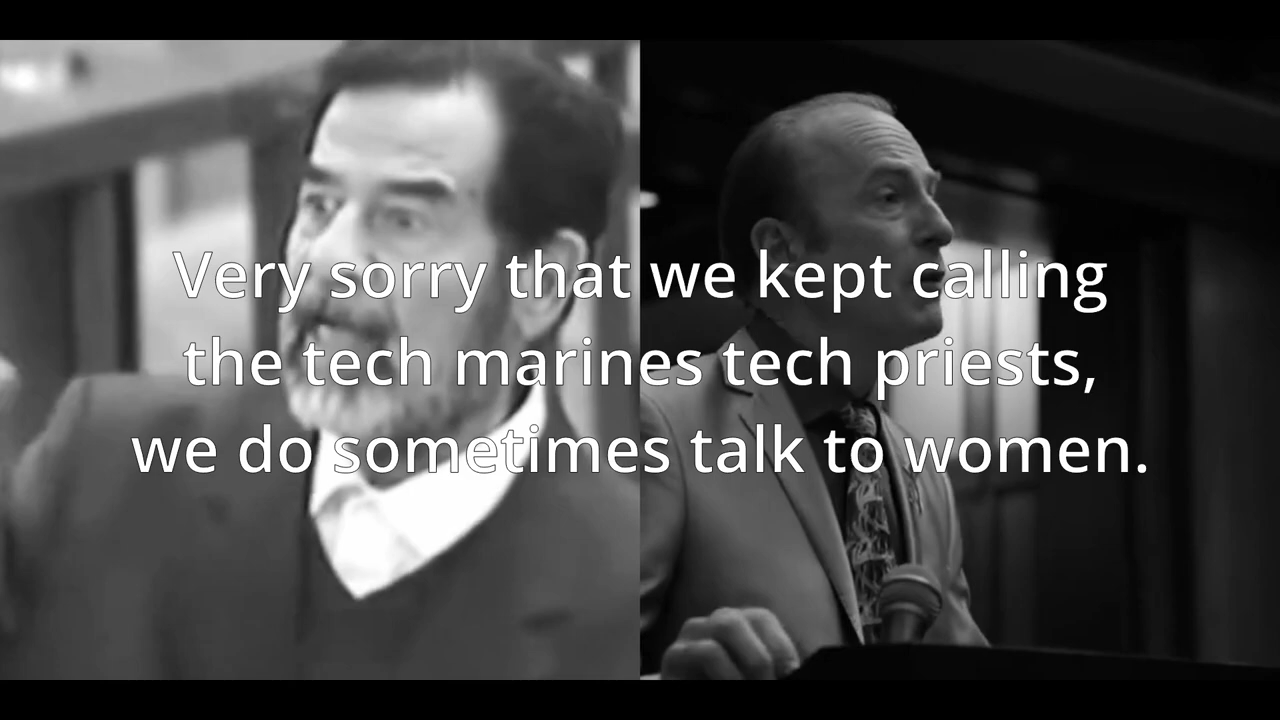 Very sorry that we kept calling
the tech marines tech priests,
we do sometimes talk to women.